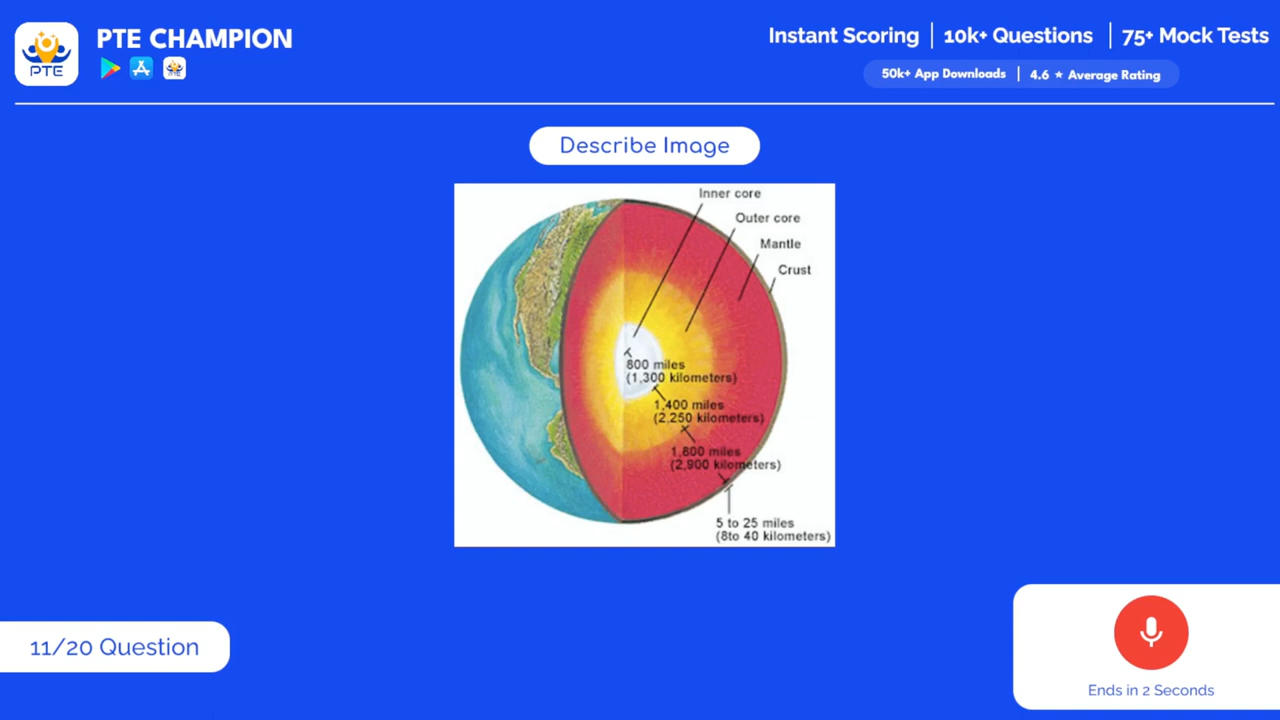 PTE CHAMPION
PTE
Instant Scoring | 10k+ Questions | 75+ Mock Tests
50k+ App Downloads | 4.6 ★ Average Rating
Describe Image
Inner core
Outer core
Mantle
Crust
800 miles
(1,300 kilometers)
1,400 miles
(2,250 kilometers)
1,800 miles
(2,900 kilometers)
5 to 25 miles
(8to 40 kilometers)
11/20 Question
Ends in 2 Seconds